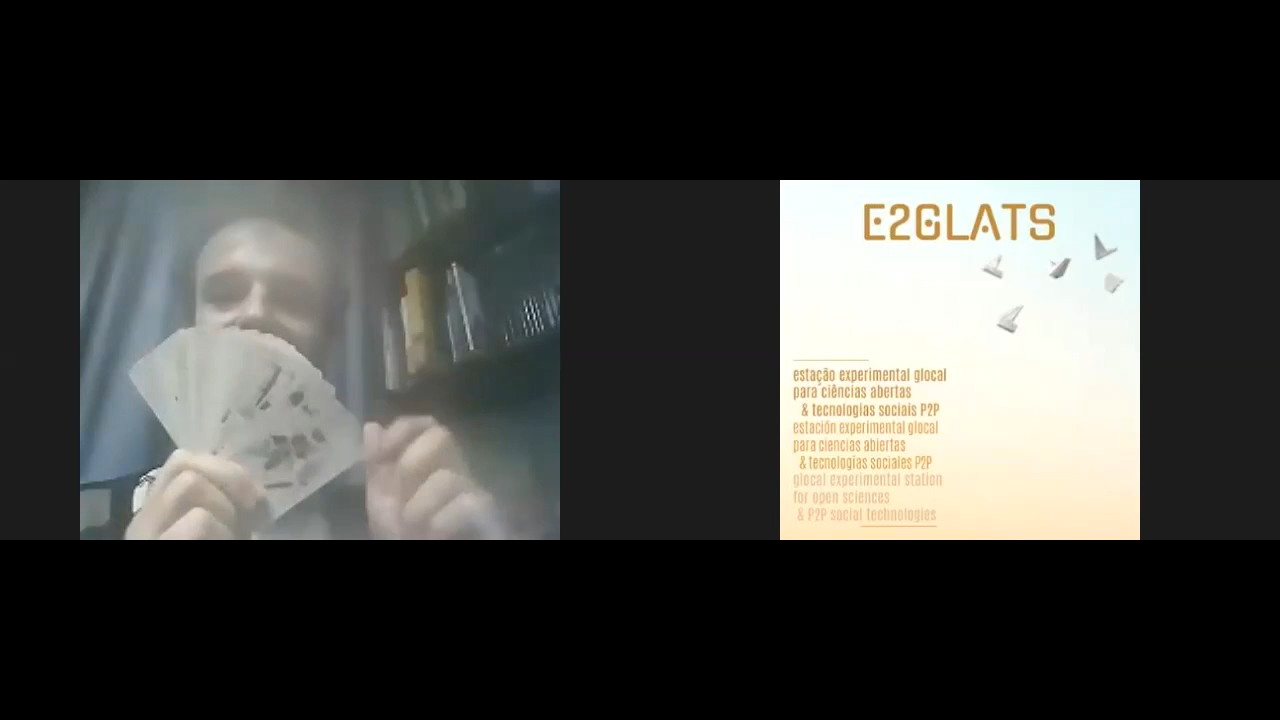 E2GLATS
estação experimental glocal
para ciências abertas
& tecnologias sociais P2P
estación experimental glocal
para ciencias abiertas
& tecnologías sociales P2P
glocal experimental station
for open sciences
& P2P social technologies